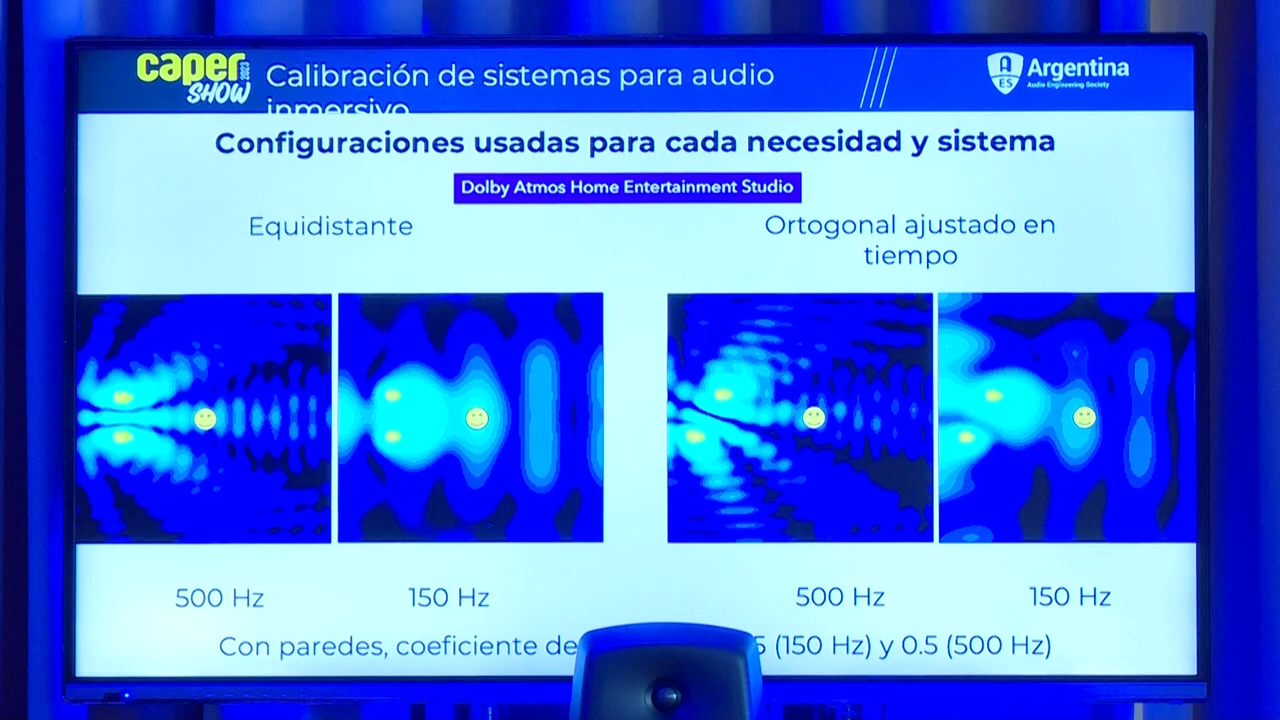 caper 2023
SHOW
Calibración de sistemas para audio
inmersivo
AES
Argentina
Audio Engineering Society
Configuraciones usadas para cada necesidad y sistema
Dolby Atmos Home Entertainment Studio
Equidistante
Ortogonal ajustado en
tiempo
500 Hz
150 Hz
500 Hz
150 Hz
Con paredes, coeficiente de 5 (150 Hz) y 0.5 (500 Hz)